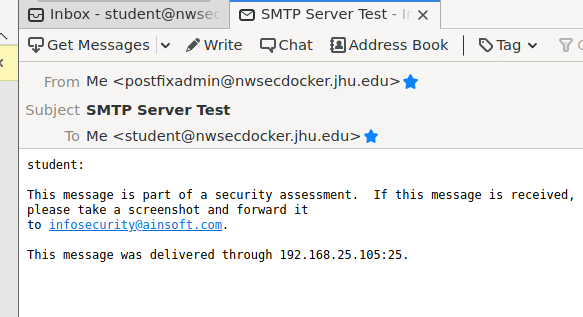 Inbox - student@nwsec
SMTP Server Test - I
Get Messages
Write
Chat
Address Book
Tag
From Me <postfixadmin@nwsecdocker.jhu.edu>
Subject SMTP Server Test
To Me <student@nwsecdocker.jhu.edu>
student:
This message is part of a security assessment.  If this message is received,
please take a screenshot and forward it
to infosecurity@ainsoft.com.
This message was delivered through 192.168.25.105:25.